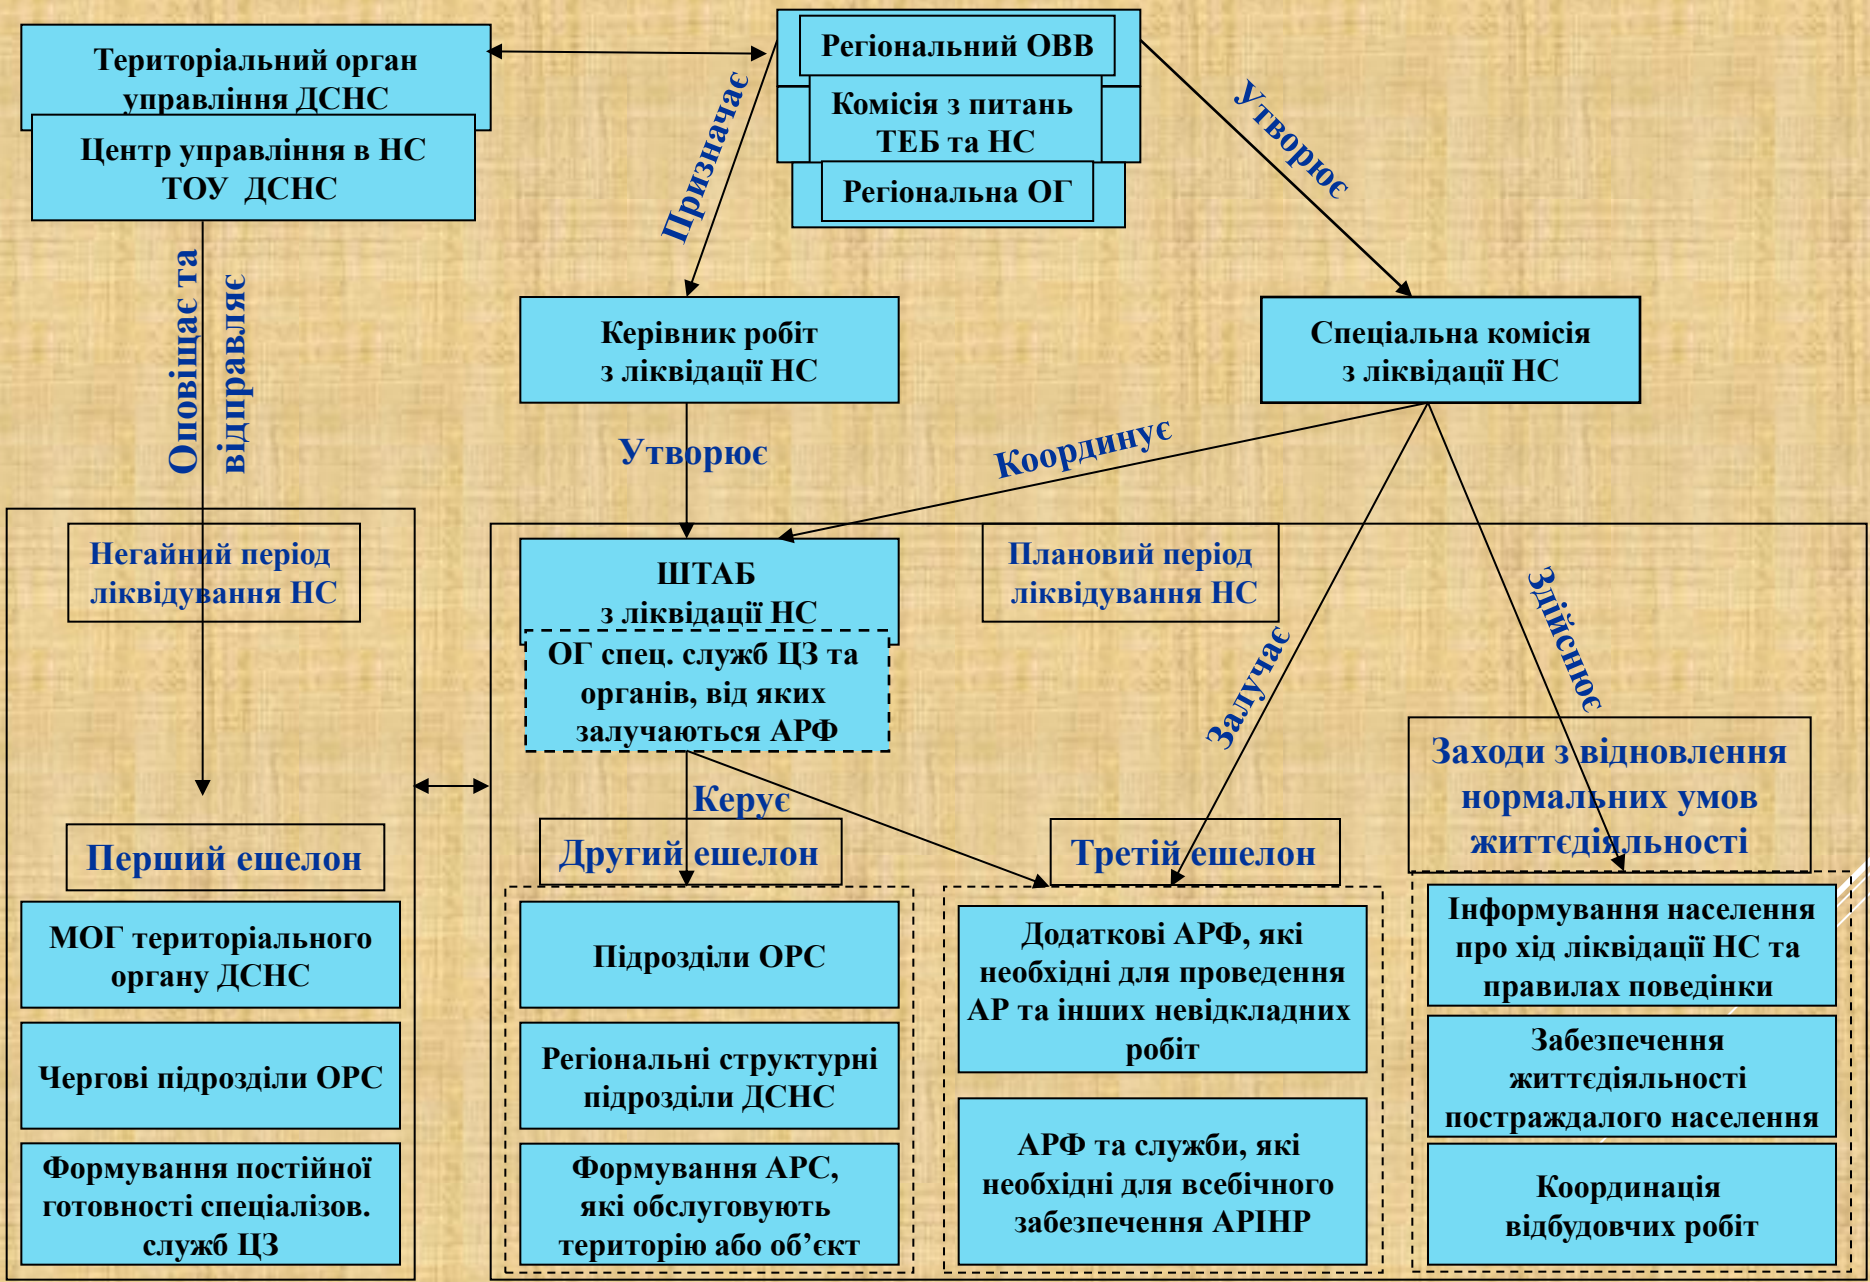 Територіальний орган
управління ДСНС
Центр управління в НС
ТОУ ДСНС
Регіональний ОВВ
Комісія з питань
ТЕБ та НС
Регіональна ОГ
Призначає
Утворює
Оповіщає та
відправляє
Керівник робіт
з ліквідації НС
Спеціальна комісія
з ліквідації НС
Утворює
Координує
Негайний період
ліквідування НС
ШТАБ
з ліквідації НС
ОГ спец. служб ЦЗ та
органів, від яких
залучаються АРФ
Плановий період
ліквідування НС
Залучає
Здійснює
Керує
Перший ешелон
Другий ешелон
Третій ешелон
Заходи з відновлення
нормальних умов
життєдіяльності
МОГ територіального
органу ДСНС
Чергові підрозділи ОРС
Формування постійної
готовності спеціалізов.
служб ЦЗ
Підрозділи ОРС
Регіональні структурні
підрозділи ДСНС
Формування АРС,
які обслуговують
територію або об’єкт
Додаткові АРФ, які
необхідні для проведення
АР та інших невідкладних
робіт
АРФ та служби, які
необхідні для всебічного
забезпечення АРІНР
Інформування населення
про хід ліквідації НС та
правилах поведінки
Забезпечення
життєдіяльності
постраждалого населення
Координація
відбудовчих робіт